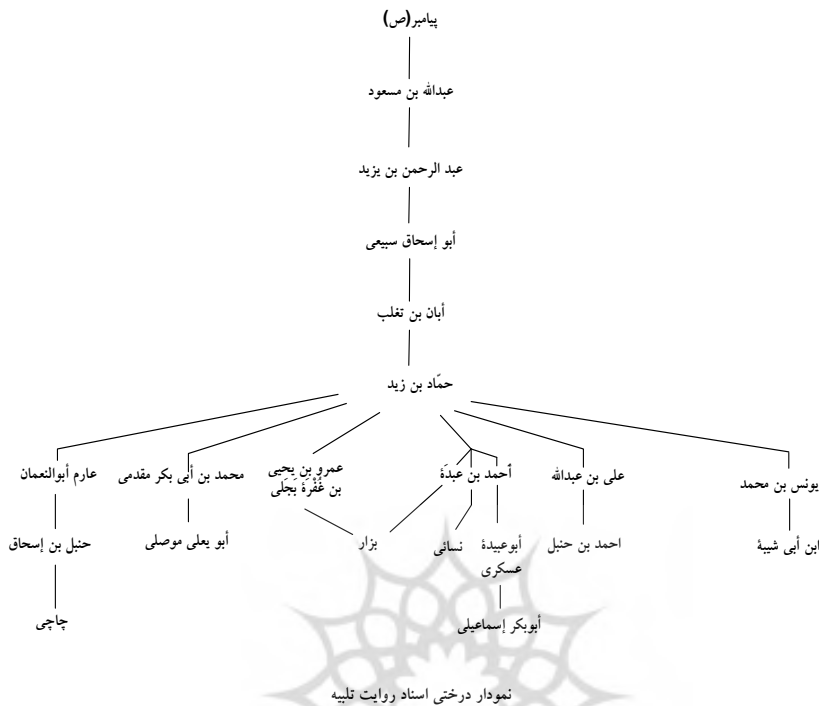 پیامبر(ص)
عبدالله بن مسعود
عبد الرحمن بن یزید
أبو إسحاق سبیعی
أبان بن تغلب
حمّاد بن زید
یونس بن محمد
علی بن عبدالله
أحمد بن عبدَة
عمرو بن یحیی
بن غُفْرَة بَجَلی
محمد بن أبی بکر مقدمی
عارم أبوالنعمان
ابن أبی شیبة
احمد بن حنبل
أبوعبیدة
عسکری
نسائی
بزار
أبو یعلی موصلی
حنبل بن إسحاق
أبوبکر إسماعیلی
چاچی
نمودار درختی اسناد روایت تلبیه